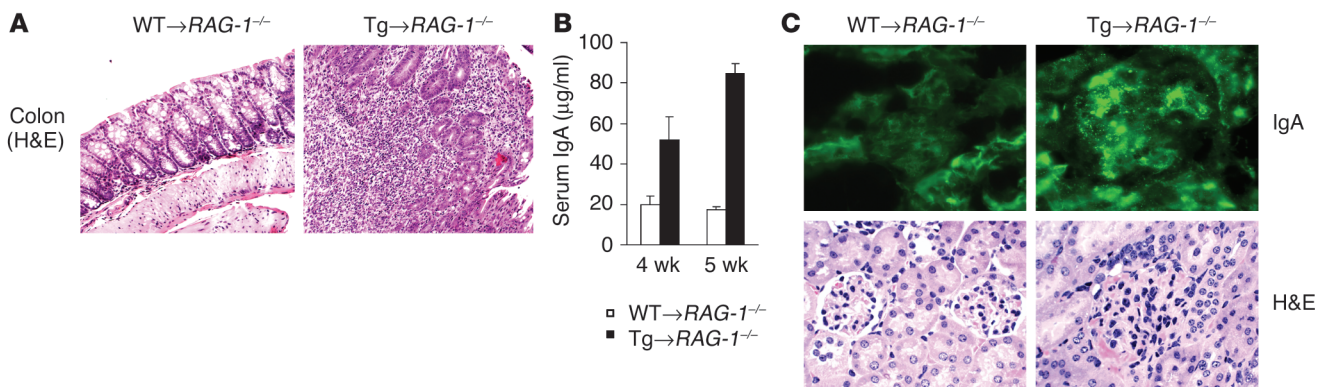 A
WT→RAG-1–/–
Tg→RAG-1–/–
Colon
(H&E)
B
Serum IgA (µg/ml)
100
80
60
40
20
0
4 wk
5 wk
WT→RAG-1–/–
Tg→RAG-1–/–
C
WT→RAG-1–/–
Tg→RAG-1–/–
IgA
H&E